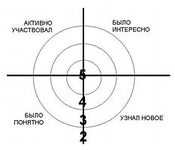 АКТИВНО
УЧАСТВОВАЛ
БЫЛО
ИНТЕРЕСНО
5
4
3
2
БЫЛО
ПОНЯТНО
УЗНАЛ НОВОЕ